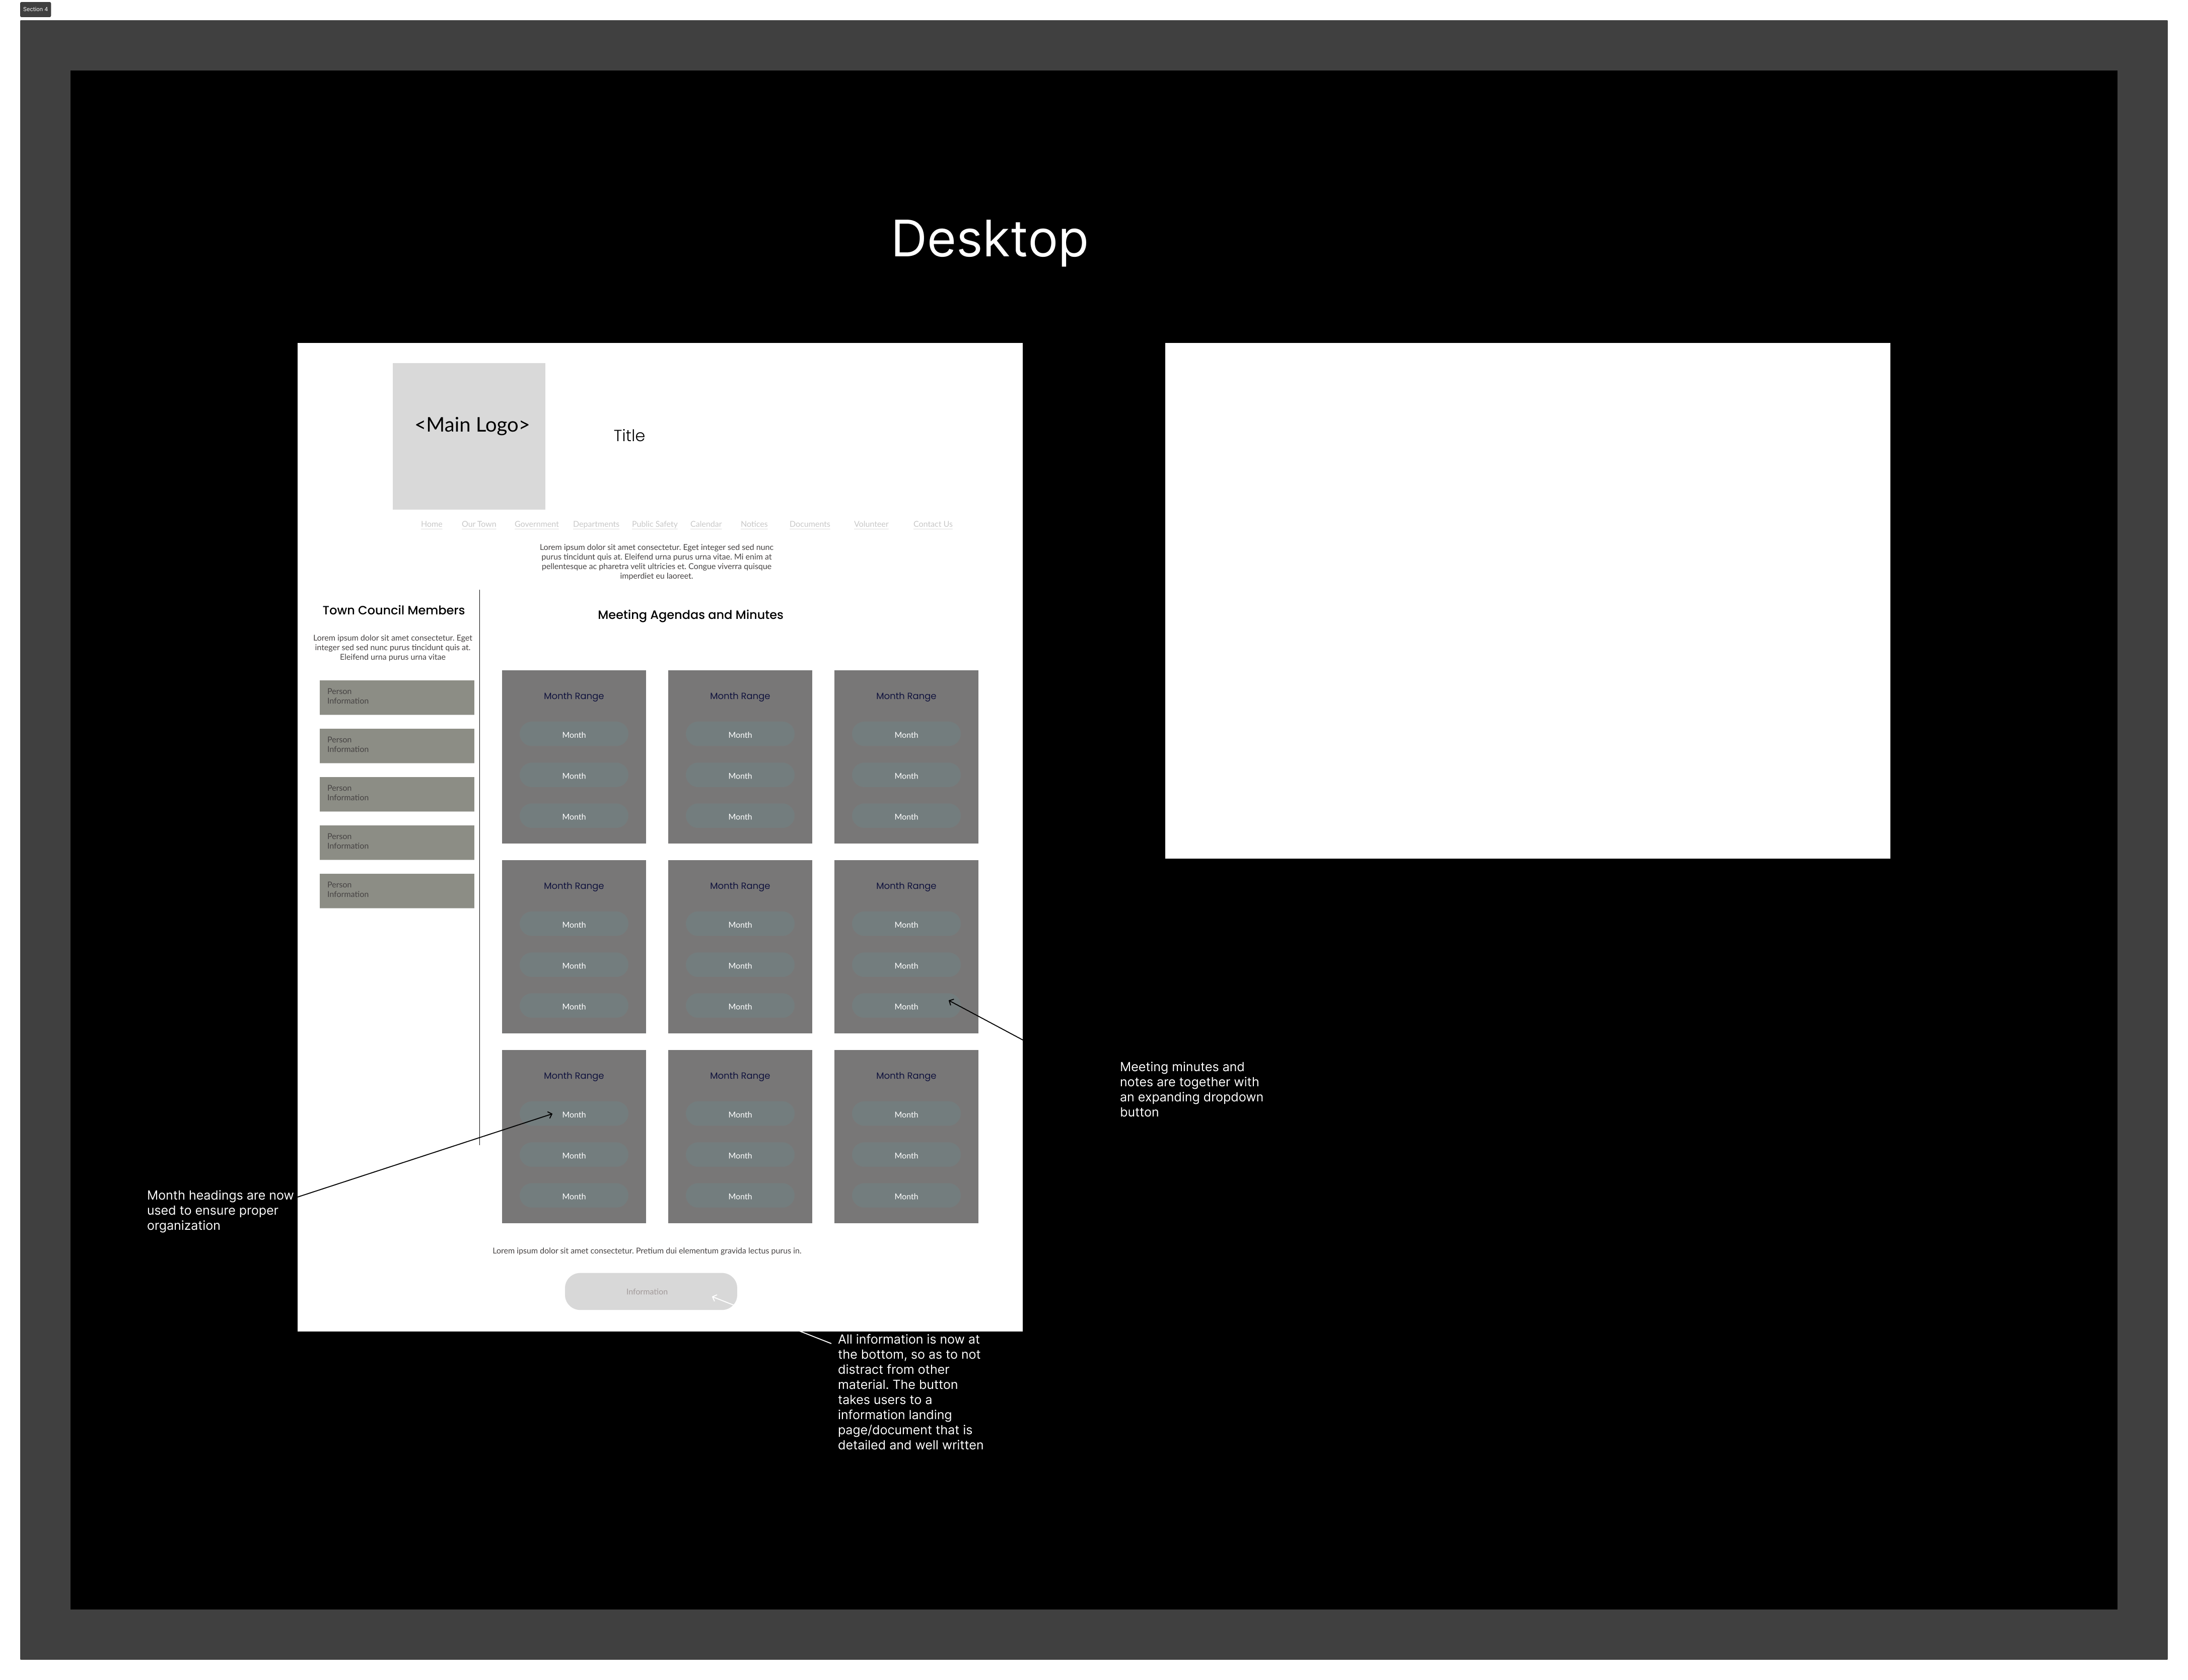 Section 4
Desktop
<Main Logo>
Title
Home Our Town Government Departments Public Safety Calendar Notices Documents Volunteer Contact Us
Lorem ipsum dolor sit amet consectetur. Eget integer sed sed nunc
purus tincidunt quis at. Eleifend urna purus urna vitae. Mi enim at
pellentesque ac pharetra velit ultricies et. Congue viverra quisque
imperdiet eu laoreet.
Town Council Members
Lorem ipsum dolor sit amet consectetur. Eget
integer sed sed nunc purus tincidunt quis at.
Eleifend urna purus urna vitae
Person
Information
Person
Information
Person
Information
Person
Information
Person
Information
Meeting Agendas and Minutes
Month Range Month Range Month Range
Month Month Month
Month Month Month
Month Month Month
Month Range Month Range Month Range
Month Month Month
Month Month Month
Month Month Month
Month Range Month Range Month Range
Month Month Month
Month Month Month
Month Month Month
Meeting minutes and
notes are together with
an expanding dropdown
button
Month headings are now
used to ensure proper
organization
Lorem ipsum dolor sit amet consectetur. Pretium dui elementum gravida lectus purus in.
Information
All information is now at
the bottom, so as to not
distract from other
material. The button
takes users to a
information landing
page/document that is
detailed and well written